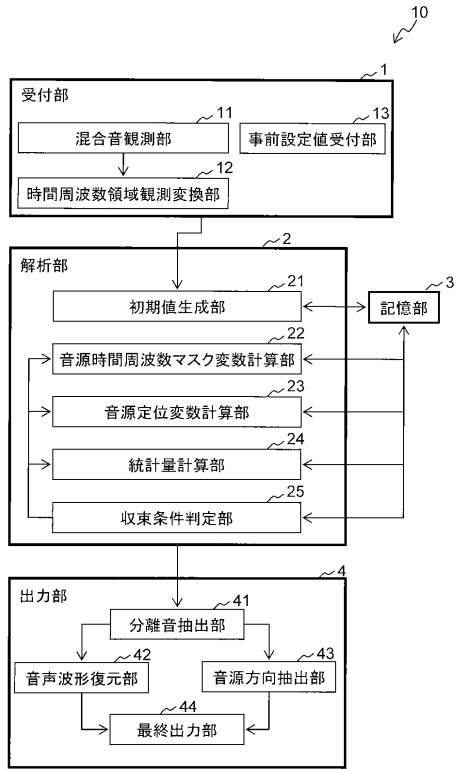 10
1
受付部
11
混合音観測部
13
事前設定値受付部
12
時間周波数領域観測変換部
2
解析部
21
初期値生成部
3
記憶部
22
音源時間周波数マスク変数計算部
23
音源定位変数計算部
24
統計量計算部
25
収束条件判定部
4
出力部
41
分離音抽出部
42
音声波形復元部
43
音源方向抽出部
44
最終出力部